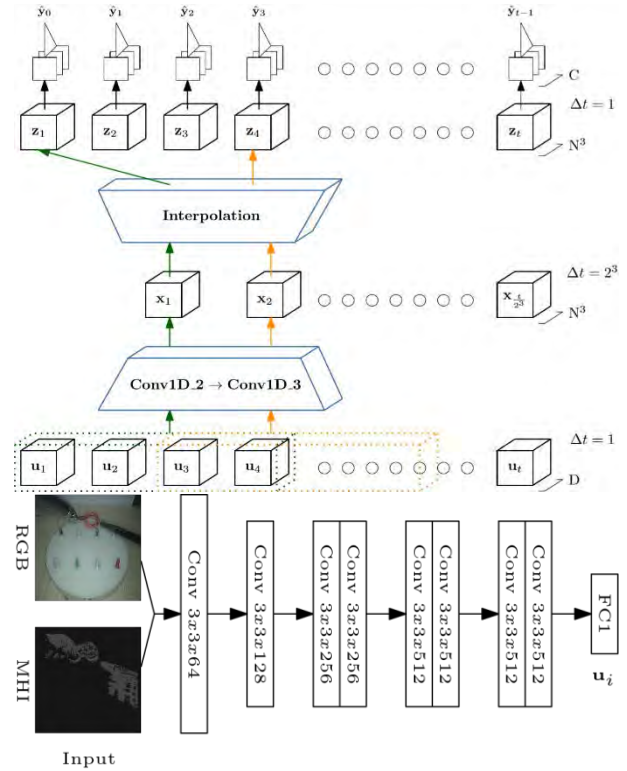 ŷ₀ ŷ₁ ŷ₂ ŷ₃ ŷₜ₋₁
C
Δt = 1
z₁ z₂ z₃ z₄ zₜ
N³
Interpolation
Δt = 2³
x₁ x₂ x_{t/2³}
N³
Conv1D_2 → Conv1D_3
Δt = 1
u₁ u₂ u₃ u₄ uₜ
D
RGB
MHI
Input
Conv 3x3x64
Conv 3x3x128
Conv 3x3x256
Conv 3x3x256
Conv 3x3x512
Conv 3x3x512
Conv 3x3x512
Conv 3x3x512
FC1
uᵢ